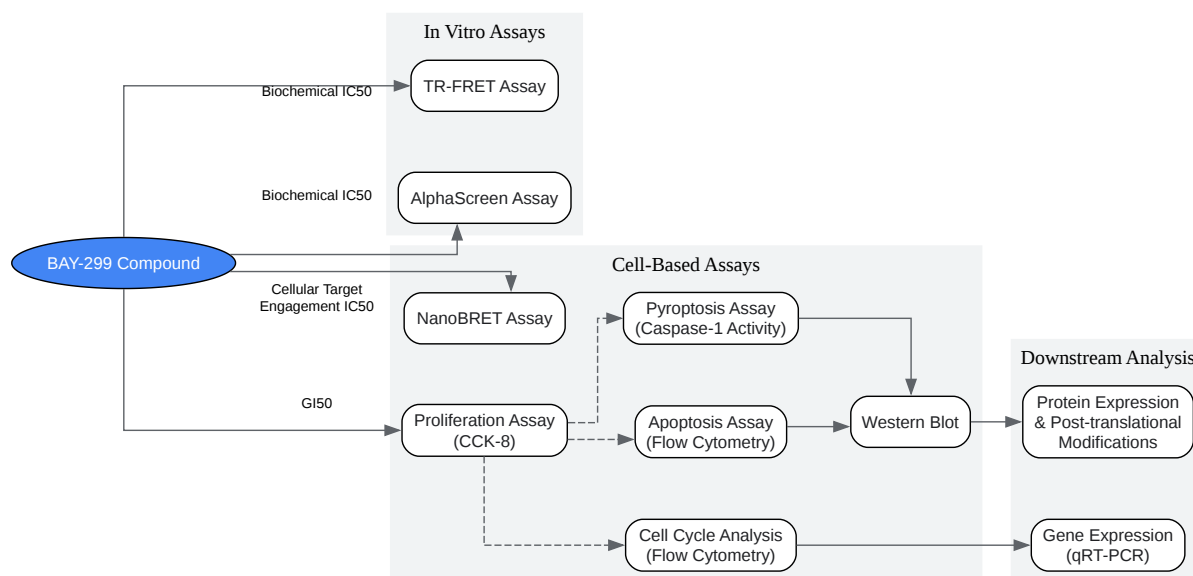 In Vitro Assays
TR-FRET Assay
Biochemical IC50
AlphaScreen Assay
Biochemical IC50
BAY-299 Compound
Cell-Based Assays
Cellular Target
Engagement IC50
NanoBRET Assay
Pyroptosis Assay
(Caspase-1 Activity)
Downstream Analysis
GI50
Proliferation Assay
(CCK-8)
Apoptosis Assay
(Flow Cytometry)
Western Blot
Protein Expression
& Post-translational
Modifications
Cell Cycle Analysis
(Flow Cytometry)
Gene Expression
(qRT-PCR)